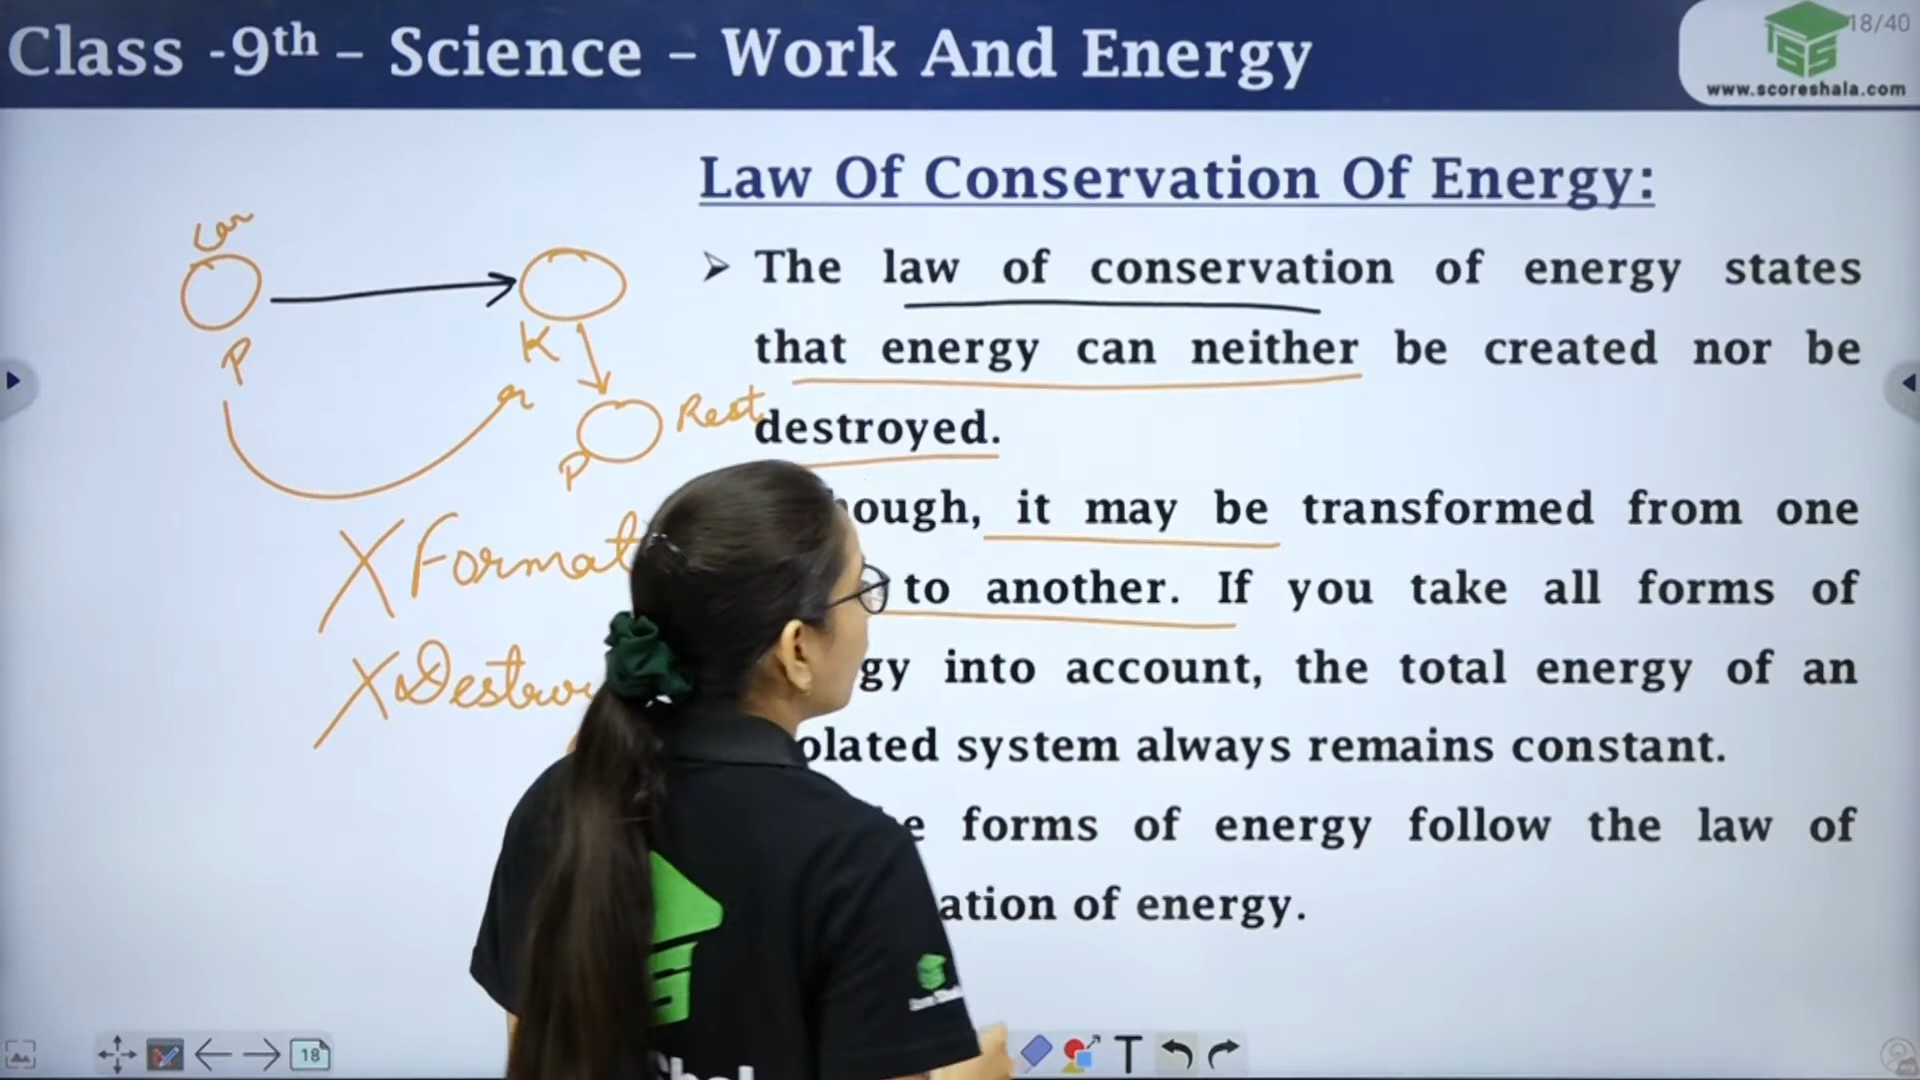 Class -9th – Science – Work And Energy
18/40
SS
www.scoreshala.com
Law Of Conservation Of Energy:
➢ The law of conservation of energy states
that energy can neither be created nor be
destroyed.
ough, it may be transformed from one
to another. If you take all forms of
gy into account, the total energy of an
olated system always remains constant.
e forms of energy follow the law of
ation of energy.
Car
P
K
Rest
P
X Format
X Destru
18
T